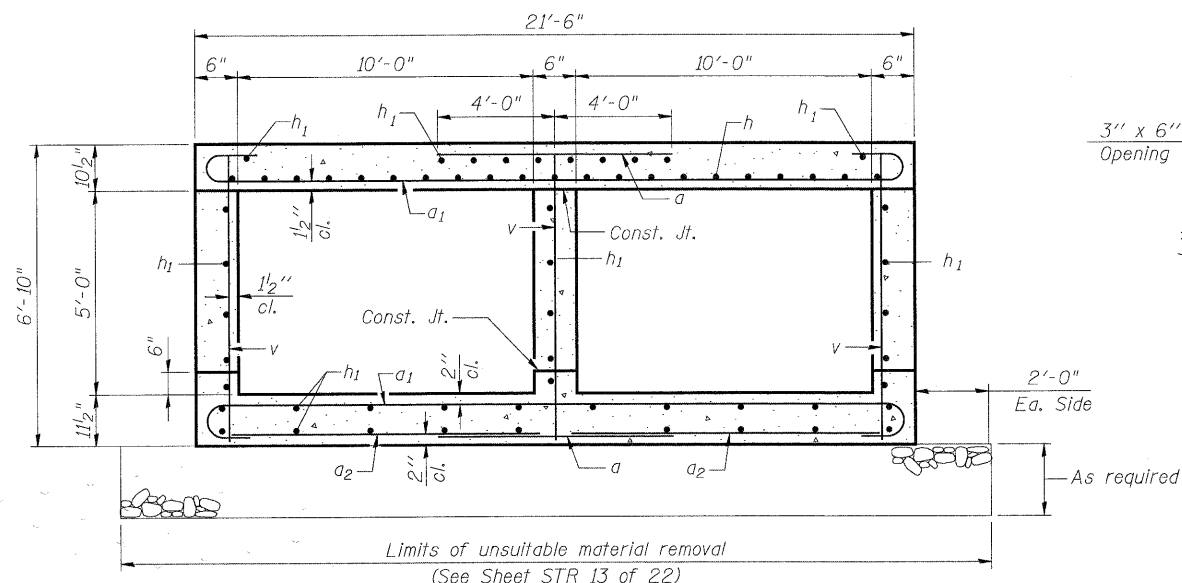 21'-6"
6"
10'-0"
6"
10'-0"
6"
4'-0"
4'-0"
h1
h1
h
h1
3" x 6"
Opening
10½"
a1
a
1½"
cl.
v
Const. Jt.
h1
h1
h1
1½"
cl.
6'-10"
5'-0"
Const. Jt.
6"
v
v
h1
a1
2"
cl.
2'-0"
Ea. Side
11½"
a2
2"
cl.
a
a2
As required
Limits of unsuitable material removal
(See Sheet STR 13 of 22)